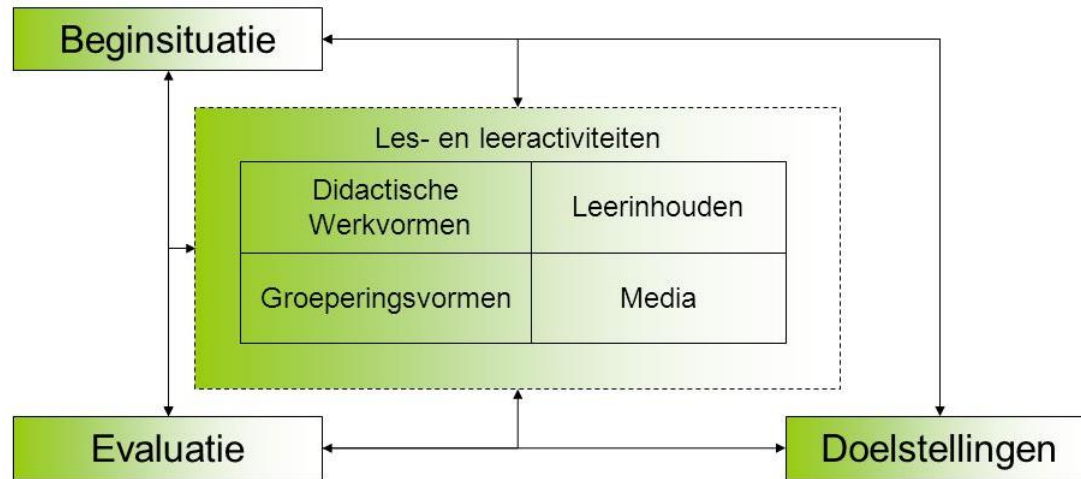 Beginsituatie
Les- en leeractiviteiten
Didactische
Werkvormen
Leerinhouden
Groeperingsvormen
Media
Evaluatie
Doelstellingen